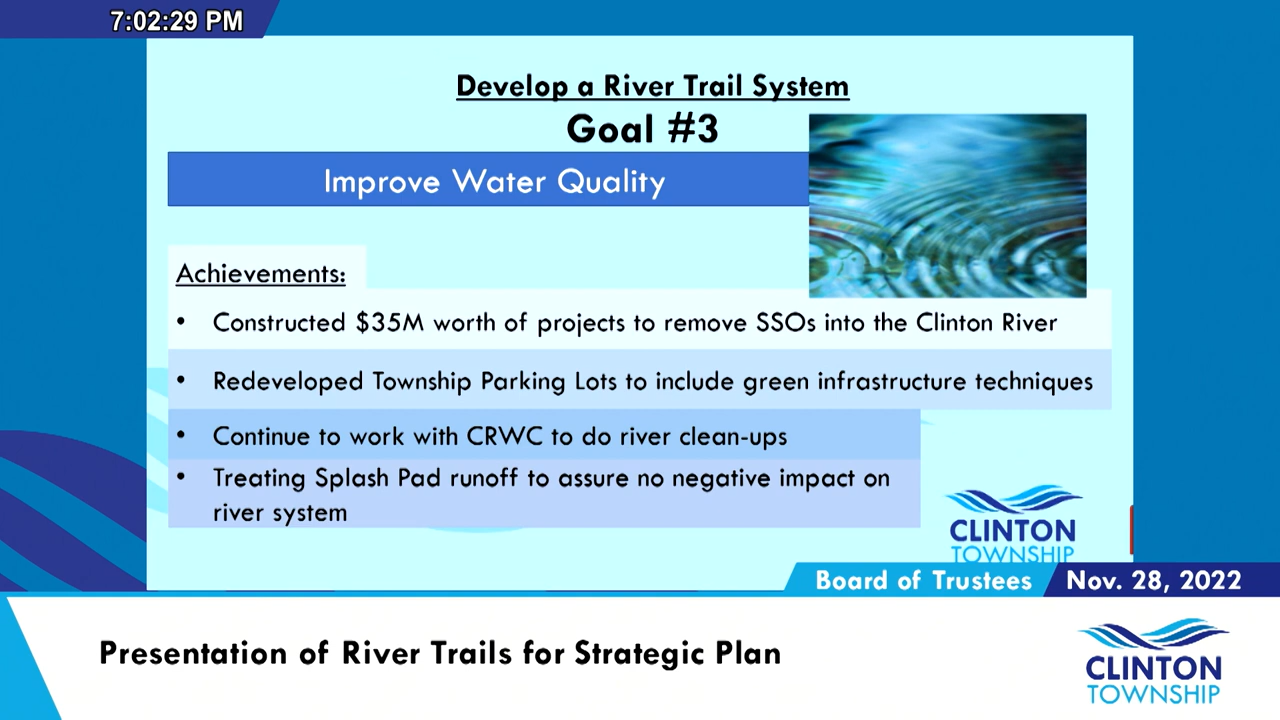 7:02:29 PM
Develop a River Trail System
Goal #3
Improve Water Quality
Achievements:
• Constructed $35M worth of projects to remove SSOs into the Clinton River
• Redeveloped Township Parking Lots to include green infrastructure techniques
• Continue to work with CRWC to do river clean-ups
• Treating Splash Pad runoff to assure no negative impact on
river system
CLINTON
TOWNSHIP
Board of Trustees
Nov. 28, 2022
Presentation of River Trails for Strategic Plan
CLINTON
TOWNSHIP